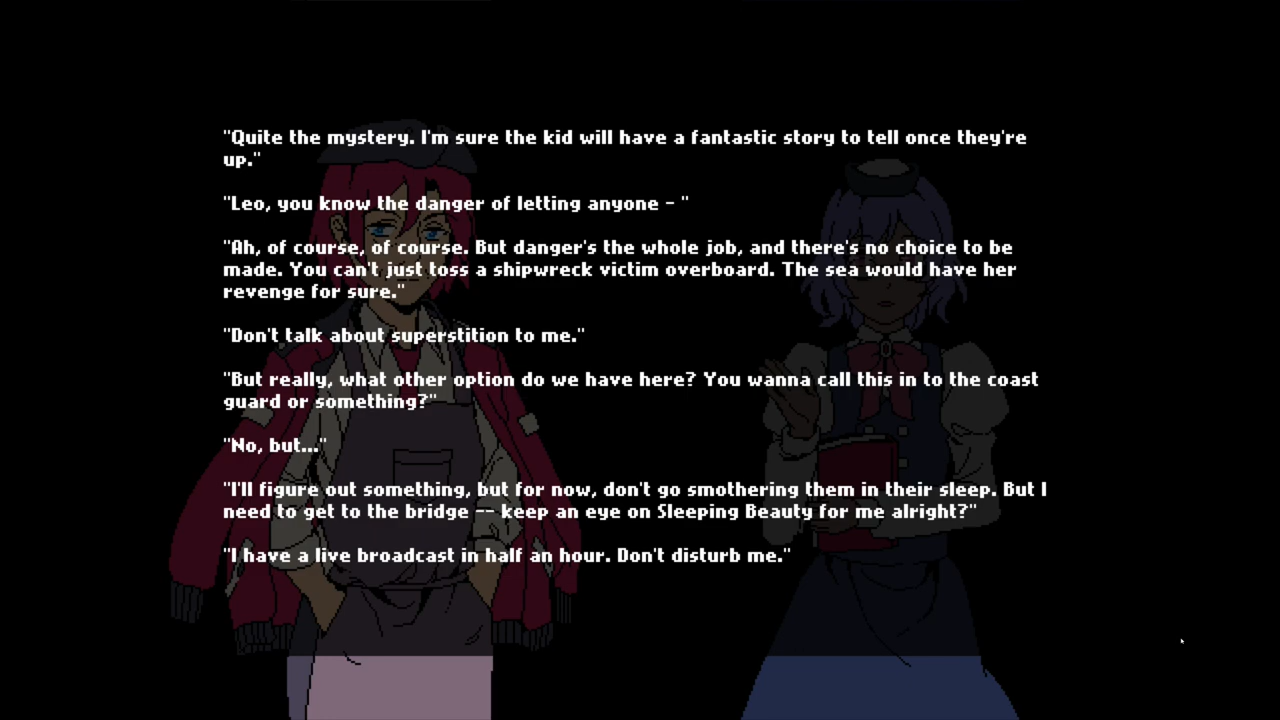 "Quite the mystery. I'm sure the kid will have a fantastic story to tell once they're
up."
"Leo, you know the danger of letting anyone - "
"Ah, of course, of course. But danger's the whole job, and there's no choice to be
made. You can't just toss a shipwreck victim overboard. The sea would have her
revenge for sure."
"Don't talk about superstition to me."
"But really, what other option do we have here? You wanna call this in to the coast
guard or something?"
"No, but..."
"I'll figure out something, but for now, don't go smothering them in their sleep. But I
need to get to the bridge -- keep an eye on Sleeping Beauty for me alright?"
"I have a live broadcast in half an hour. Don't disturb me."